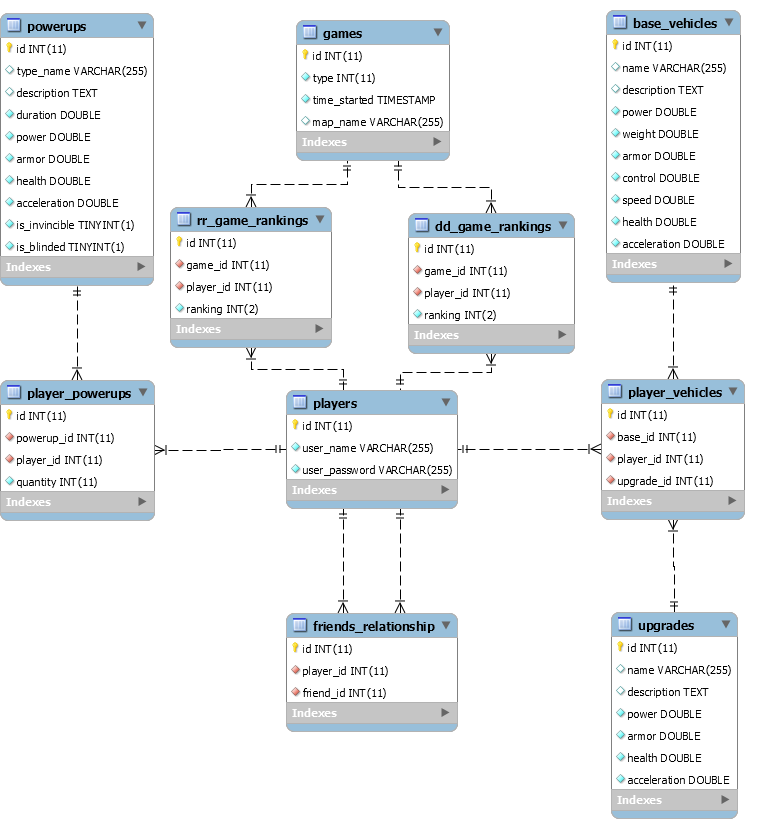 powerups
id INT(11)
type_name VARCHAR(255)
description TEXT
duration DOUBLE
power DOUBLE
armor DOUBLE
health DOUBLE
acceleration DOUBLE
is_invincible TINYINT(1)
is_blinded TINYINT(1)
Indexes
games
id INT(11)
type INT(11)
time_started TIMESTAMP
map_name VARCHAR(255)
Indexes
base_vehicles
id INT(11)
name VARCHAR(255)
description TEXT
power DOUBLE
weight DOUBLE
armor DOUBLE
control DOUBLE
speed DOUBLE
health DOUBLE
acceleration DOUBLE
Indexes
rr_game_rankings
id INT(11)
game_id INT(11)
player_id INT(11)
ranking INT(2)
Indexes
dd_game_rankings
id INT(11)
game_id INT(11)
player_id INT(11)
ranking INT(2)
Indexes
player_powerups
id INT(11)
powerup_id INT(11)
player_id INT(11)
quantity INT(11)
Indexes
players
id INT(11)
user_name VARCHAR(255)
user_password VARCHAR(255)
Indexes
player_vehicles
id INT(11)
base_id INT(11)
player_id INT(11)
upgrade_id INT(11)
Indexes
friends_relationship
id INT(11)
player_id INT(11)
friend_id INT(11)
Indexes
upgrades
id INT(11)
name VARCHAR(255)
description TEXT
power DOUBLE
armor DOUBLE
health DOUBLE
acceleration DOUBLE
Indexes